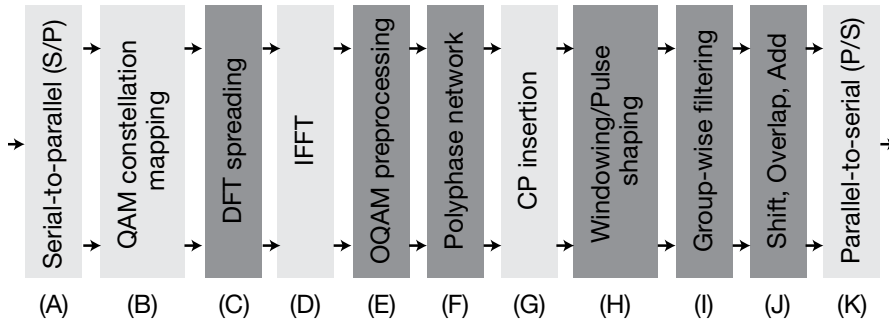 Serial-to-parallel (S/P)
QAM constellation
mapping
DFT spreading
IFFT
OQAM preprocessing
Polyphase network
CP insertion
Windowing/Pulse
shaping
Group-wise filtering
Shift, Overlap, Add
Parallel-to-serial (P/S)
(A) (B) (C) (D) (E) (F) (G) (H) (I) (J) (K)